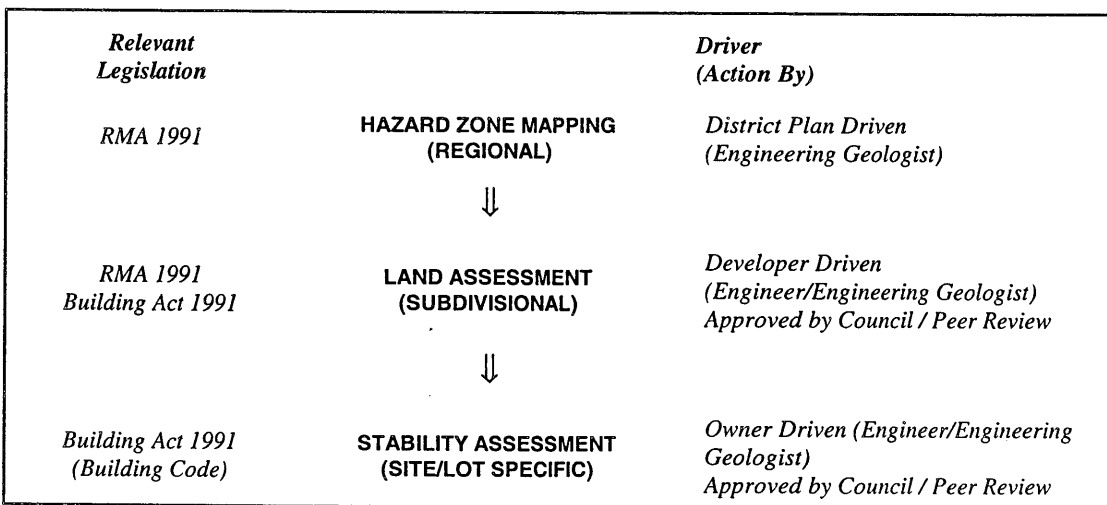 Relevant
Legislation
Driver
(Action By)
RMA 1991
HAZARD ZONE MAPPING
(REGIONAL)
District Plan Driven
(Engineering Geologist)
⇓
RMA 1991
Building Act 1991
LAND ASSESSMENT
(SUBDIVISIONAL)
Developer Driven
(Engineer/Engineering Geologist)
Approved by Council / Peer Review
⇓
Building Act 1991
(Building Code)
STABILITY ASSESSMENT
(SITE/LOT SPECIFIC)
Owner Driven (Engineer/Engineering
Geologist)
Approved by Council / Peer Review